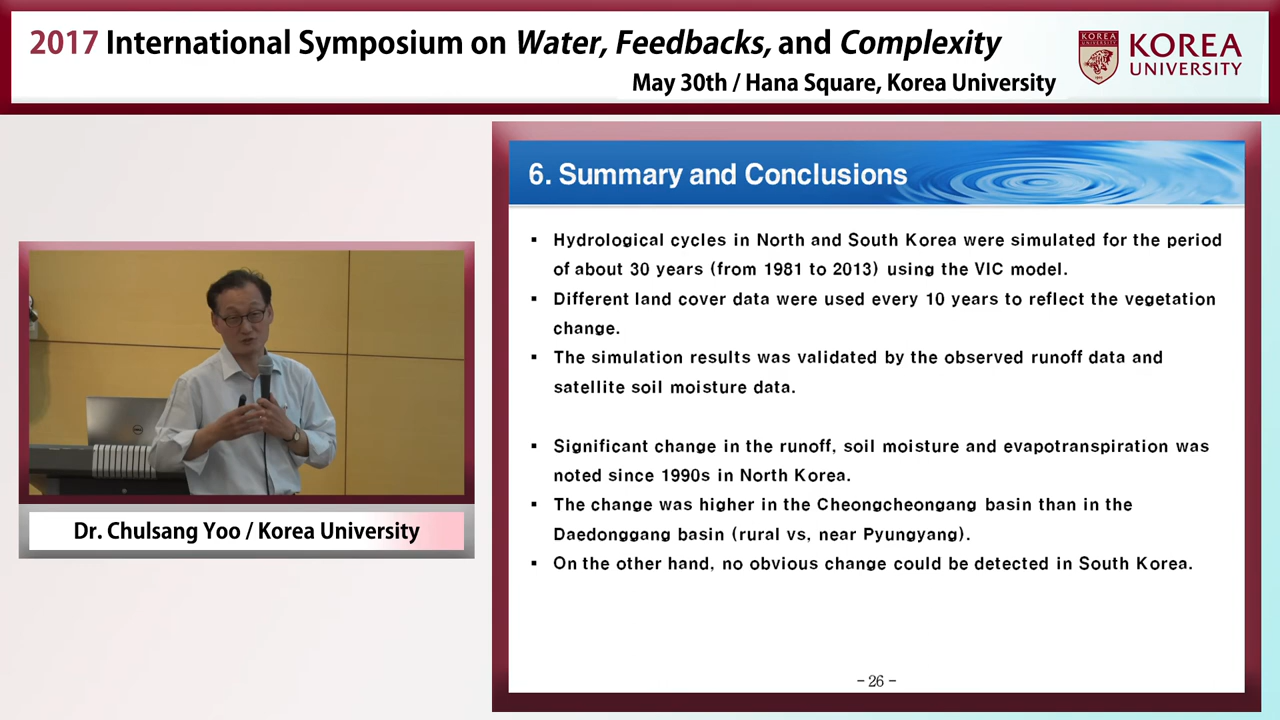 2017 International Symposium on Water, Feedbacks, and Complexity
May 30th / Hana Square, Korea University
KOREA
UNIVERSITY
6. Summary and Conclusions
▪ Hydrological cycles in North and South Korea were simulated for the period
of about 30 years (from 1981 to 2013) using the VIC model.
▪ Different land cover data were used every 10 years to reflect the vegetation
change.
▪ The simulation results was validated by the observed runoff data and
satellite soil moisture data.
▪ Significant change in the runoff, soil moisture and evapotranspiration was
noted since 1990s in North Korea.
▪ The change was higher in the Cheongcheongang basin than in the
Daedonggang basin (rural vs, near Pyungyang).
▪ On the other hand, no obvious change could be detected in South Korea.
- 26 -
Dr. Chulsang Yoo / Korea University